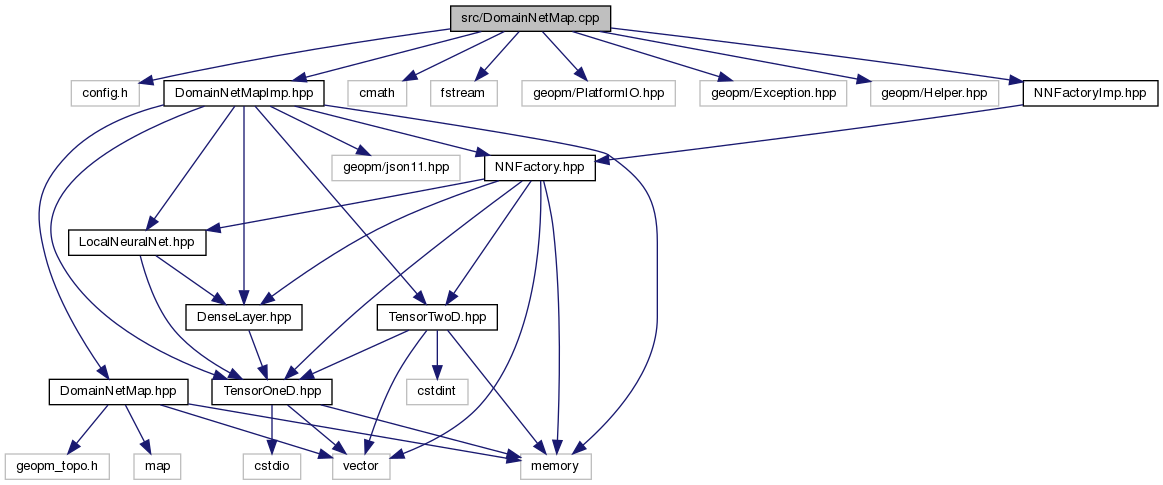 src/DomainNetMap.cpp
config.h
DomainNetMapImp.hpp
cmath
fstream
geopm/PlatformIO.hpp
geopm/Exception.hpp
geopm/Helper.hpp
NNFactoryImp.hpp
geopm/json11.hpp
NNFactory.hpp
LocalNeuralNet.hpp
DenseLayer.hpp
TensorTwoD.hpp
DomainNetMap.hpp
TensorOneD.hpp
cstdint
geopm_topo.h
map
cstdio
vector
memory